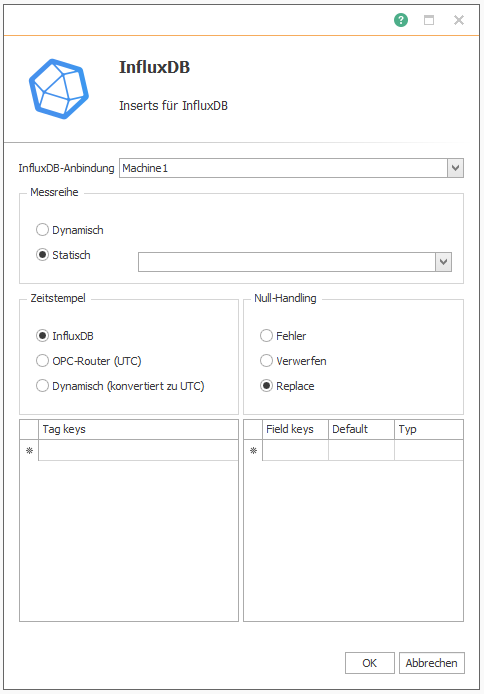 ?
InfluxDB
Inserts für InfluxDB
InfluxDB-Anbindung Machine1
Messreihe
Dynamisch
Statisch
Zeitstempel
InfluxDB
OPC-Router (UTC)
Dynamisch (konvertiert zu UTC)
Null-Handling
Fehler
Verwerfen
Replace
Tag keys
Field keys Default Typ
OK Abbrechen